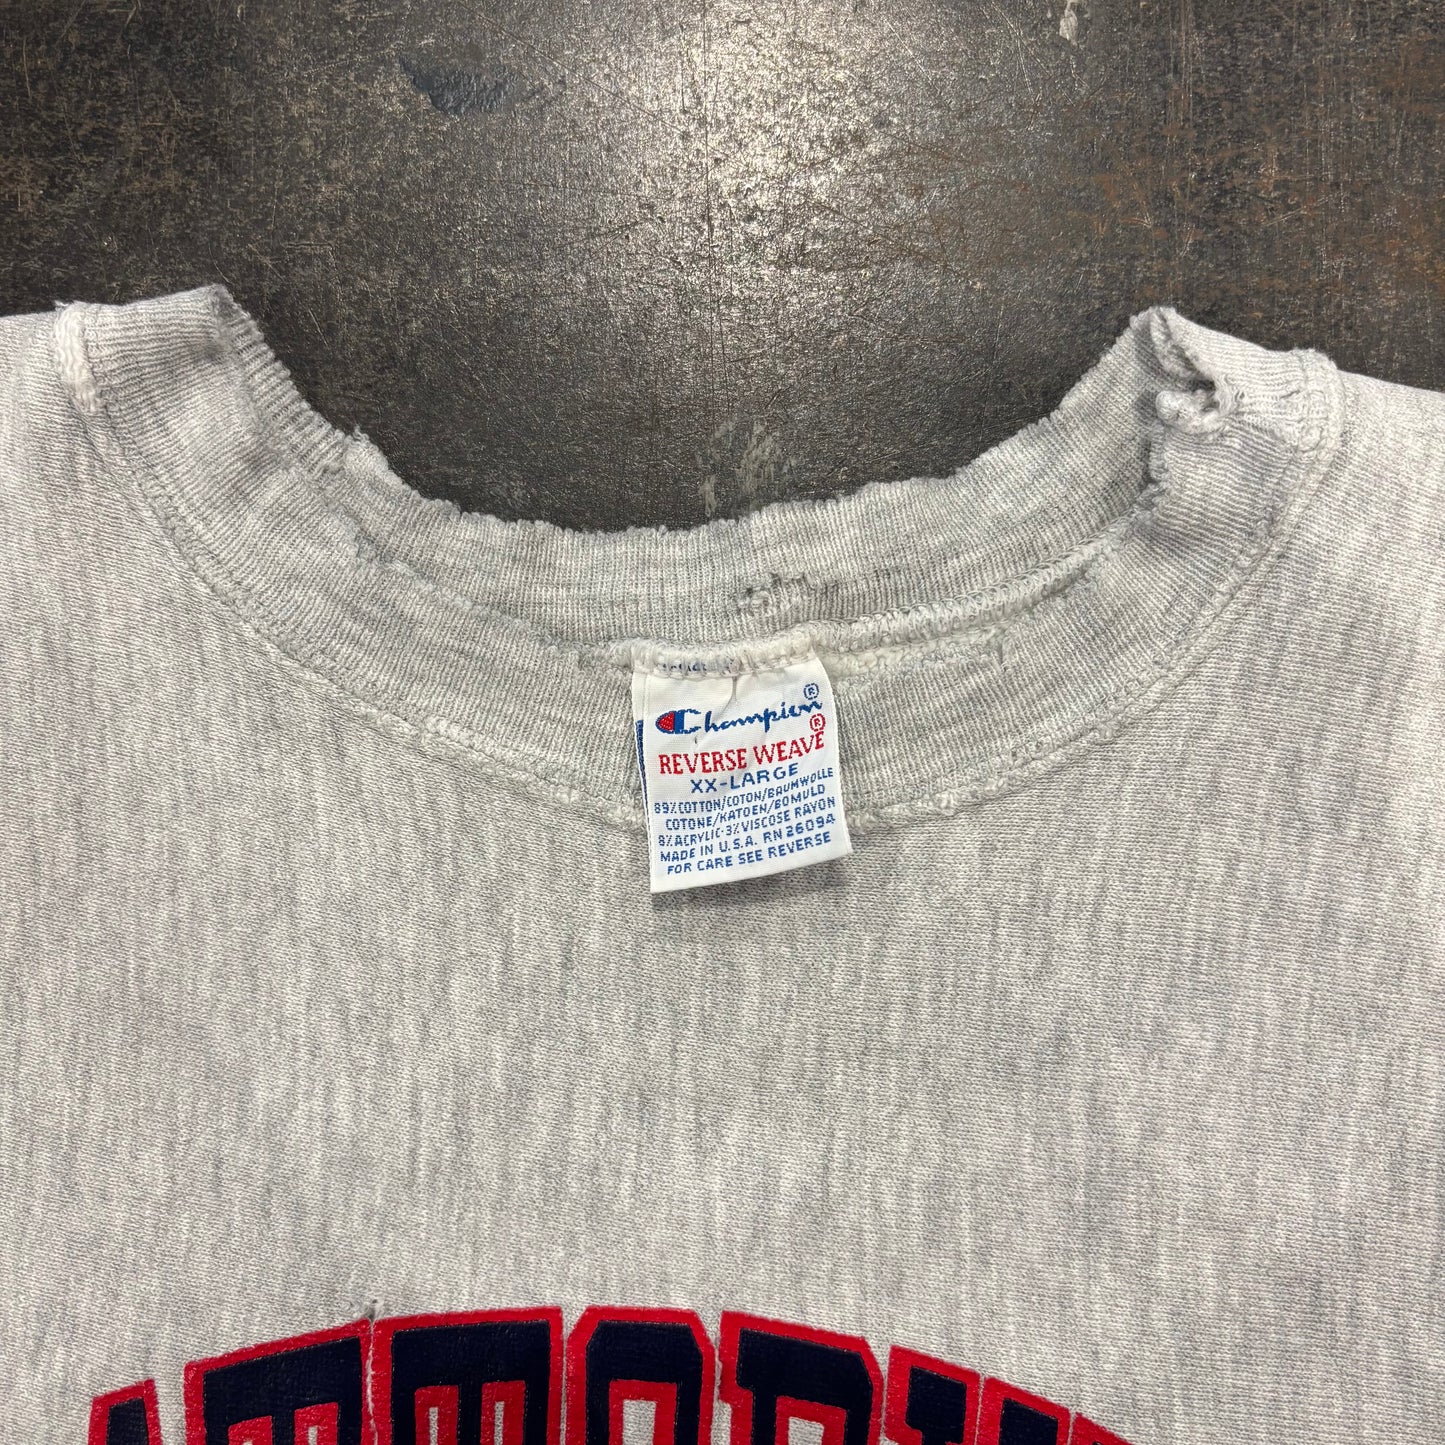 Champion®
REVERSE WEAVE®
XX-LARGE
89% COTTON/COTON/BAUMWOLLE
COTONE/KATOEN/BOMULD
8% ACRYLIC-3% VISCOSE RAYON
MADE IN U.S.A. RN 26094
FOR CARE SEE REVERSE